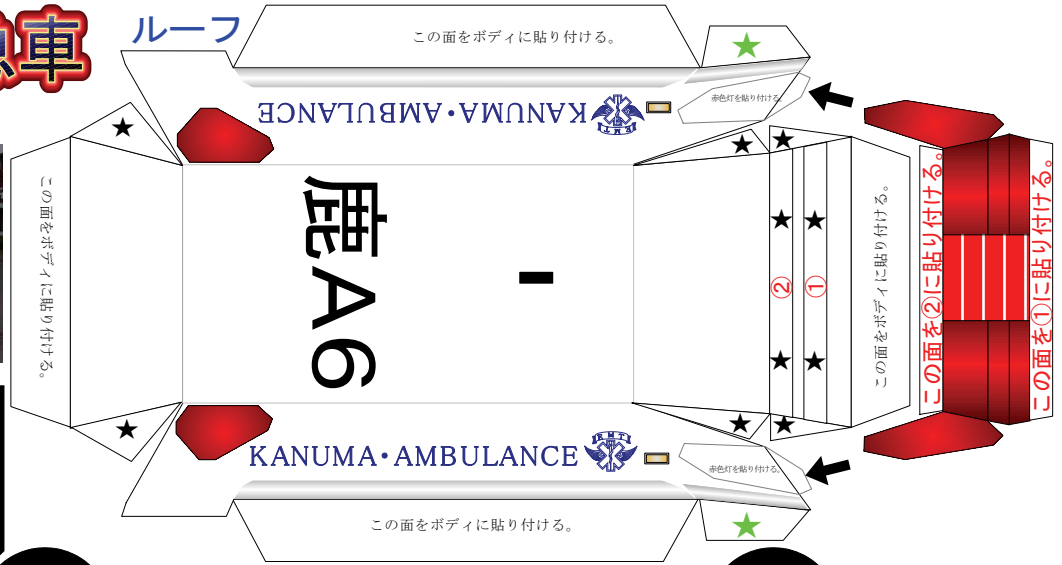 急車
ルーフ
この面をボディに貼り付ける。
赤色灯を貼り付ける。
KANUMA・AMBULANCE
EMT
★
★
★
★
この面をボディに貼り付ける。
鹿A6
-
★
★
②
①
★
★
この面をボディに貼り付ける。
この面を②に貼り付ける。
この面を①に貼り付ける。
★
★
★
KANUMA・AMBULANCE
EMT
赤色灯を貼り付ける。
この面をボディに貼り付ける。
★